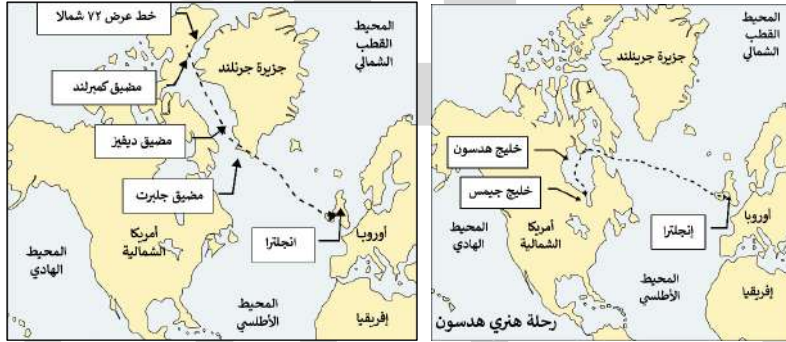 خط عرض ٧٢ شمالا
المحيط
القطب
الشمالي
جزيرة جرنلند
مضيق كمبرلند
مضيق ديفيز
مضيق جلبرت
انجلترا
أوروبا
أمريكا
الشمالية
المحيط
الهادي
المحيط
الأطلسي
إفريقيا
المحيط
القطب
الشمالي
جزيرة جرينلند
خليج هدسون
خليج جيمس
إنجلترا
أوروبا
أمريكا
الشمالية
المحيط
الهادي
المحيط
الأطلسي
إفريقيا
رحلة هنري هدسون